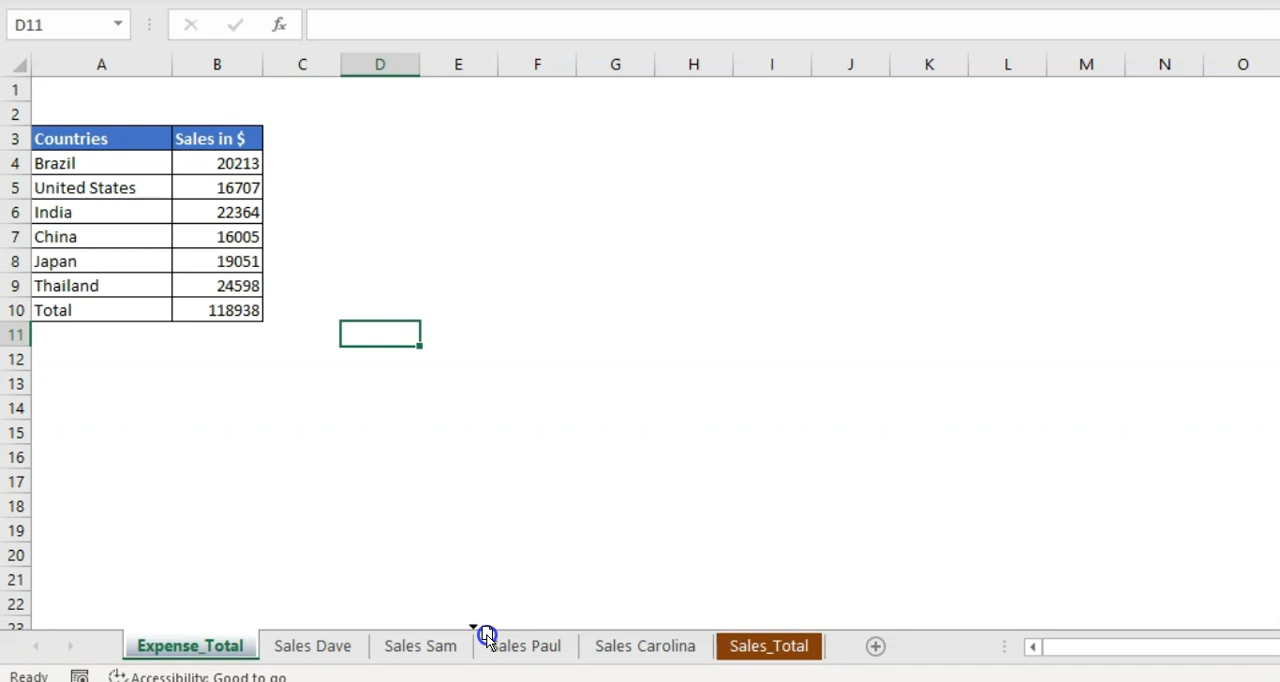 D11 fx
A B C D E F G H I J K L M N O
1
2
3 Countries Sales in $
4 Brazil 20213
5 United States 16707
6 India 22364
7 China 16005
8 Japan 19051
9 Thailand 24598
10 Total 118938
11
12
13
14
15
16
17
18
19
20
21
22
23
Expense_Total Sales Dave Sales Sam Sales Paul Sales Carolina Sales_Total
Ready Accessibility: Good to go